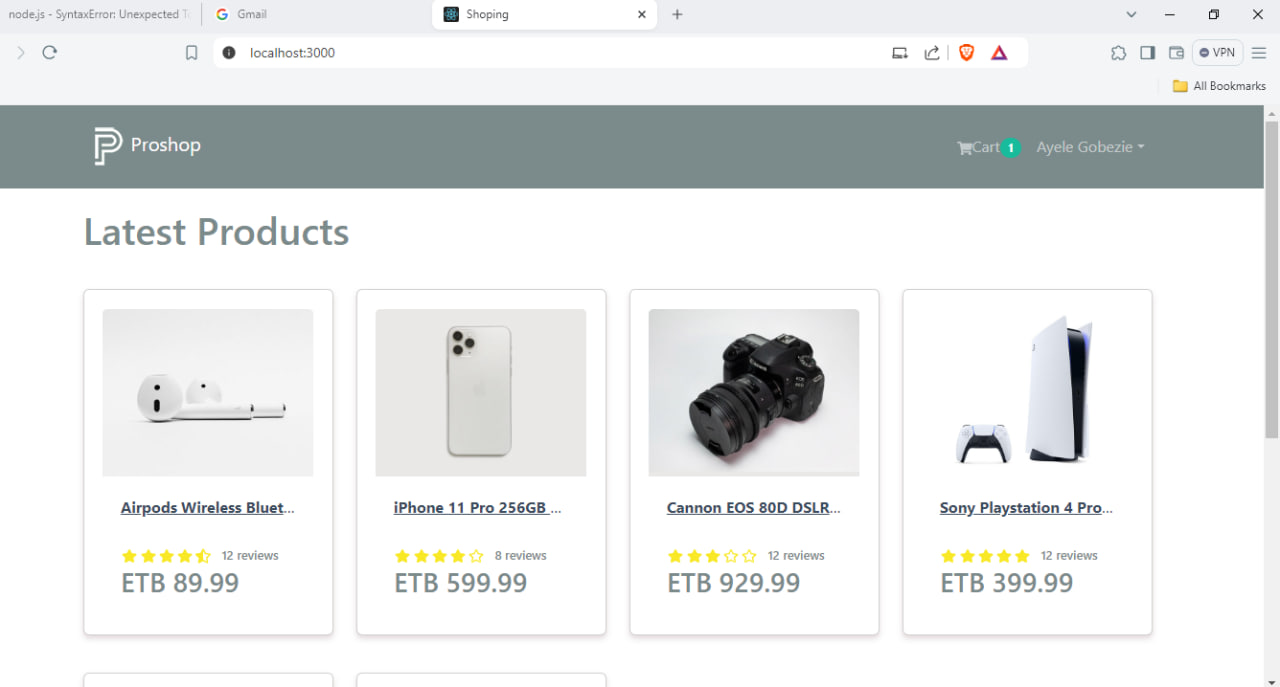 node.js - SyntaxError: Unexpected To
Gmail
Shoping
localhost:3000
VPN
All Bookmarks
Proshop
Cart 1
Ayele Gobezie
Latest Products
Airpods Wireless Bluet...
12 reviews
ETB 89.99
iPhone 11 Pro 256GB ...
8 reviews
ETB 599.99
Cannon EOS 80D DSLR...
12 reviews
ETB 929.99
Sony Playstation 4 Pro...
12 reviews
ETB 399.99